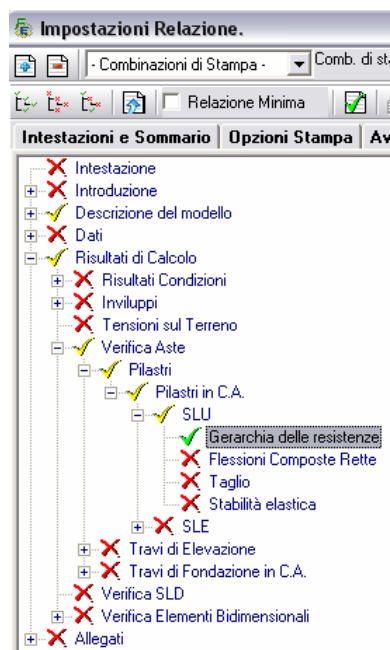 Impostazioni Relazione.
- Combinazioni di Stampa - Comb. di sta
Relazione Minima
Intestazioni e Sommario Opzioni Stampa Av
Intestazione
Introduzione
Descrizione del modello
Dati
Risultati di Calcolo
Risultati Condizioni
Inviluppi
Tensioni sul Terreno
Verifica Aste
Pilastri
Pilastri in C.A.
SLU
Gerarchia delle resistenze
Flessioni Composte Rette
Taglio
Stabilità elastica
SLE
Travi di Elevazione
Travi di Fondazione in C.A.
Verifica SLD
Verifica Elementi Bidimensionali
Allegati